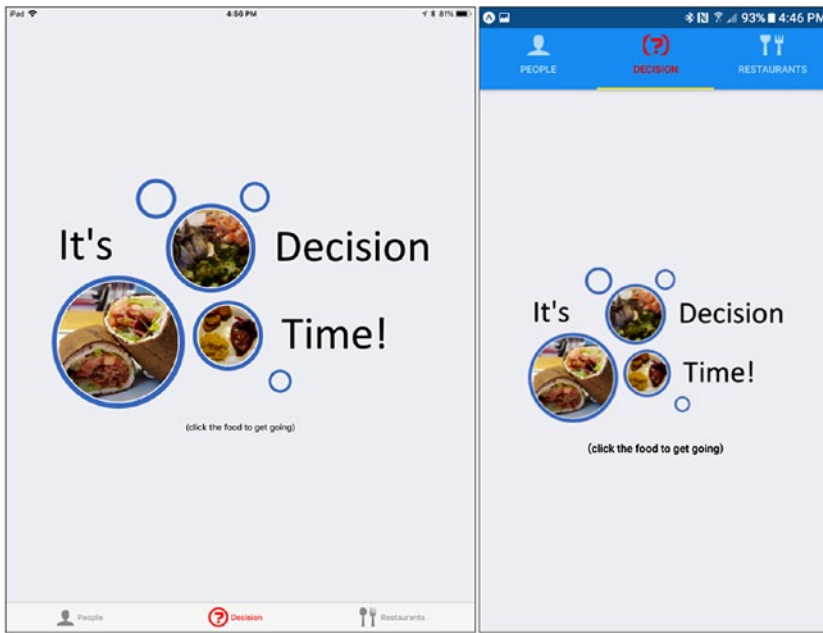 iPad 4:50 PM 81%
It's Decision
Time!
(click the food to get going)
People Decision Restaurants
93% 4:46 PM
PEOPLE DECISION RESTAURANTS
It's Decision
Time!
(click the food to get going)